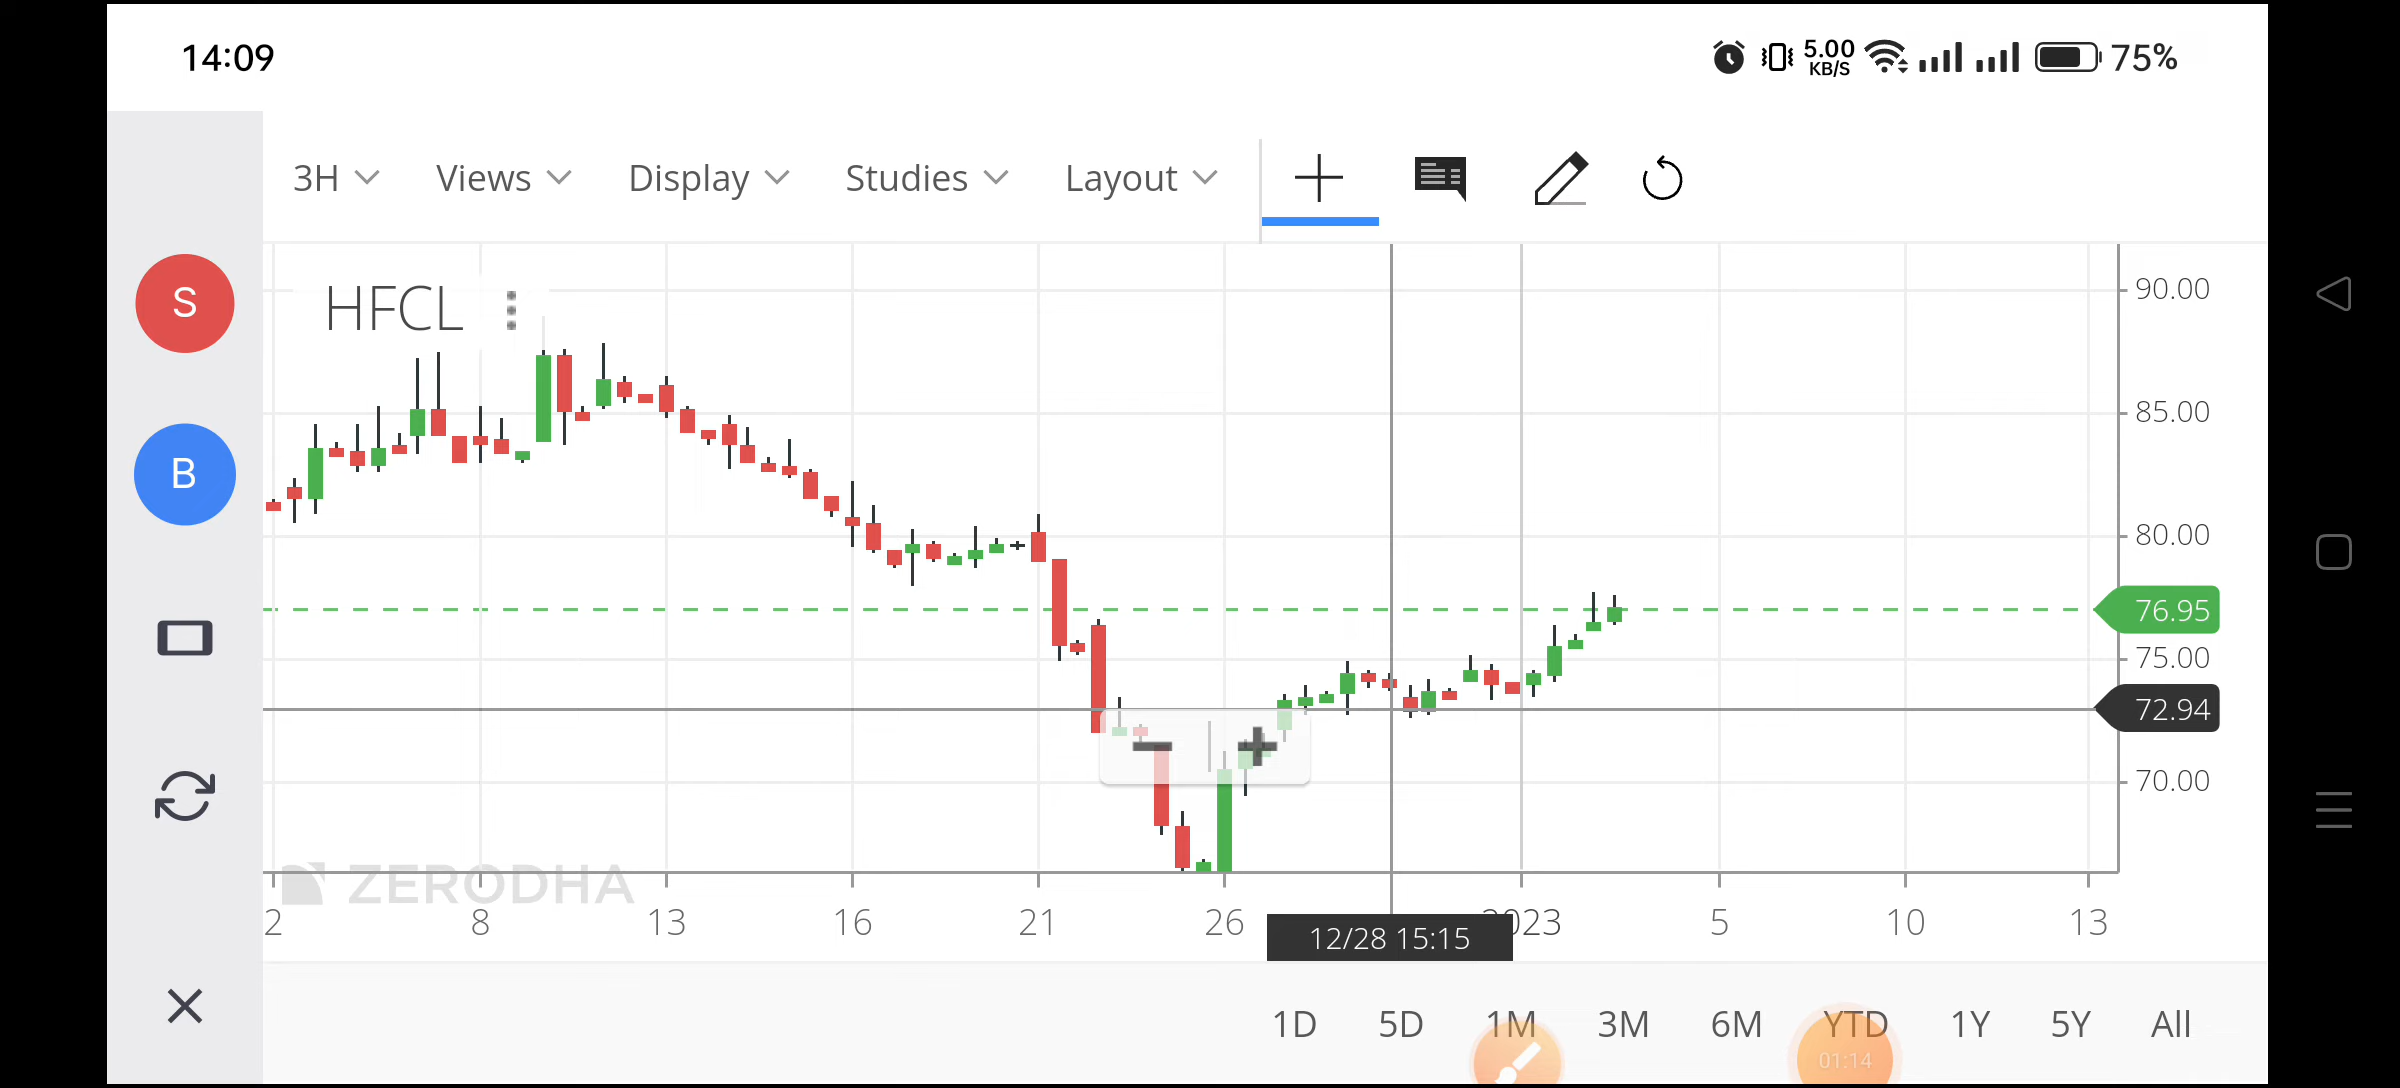 14:09
5.00
KB/S
75%
3H Views Display Studies Layout
S
HFCL
B
90.00
85.00
80.00
76.95
75.00
72.94
70.00
ZERODHA
2 8 13 16 21 26 2023 5 10 13
12/28 15:15
1D 5D 1M 3M 6M YTD 1Y 5Y All
01:14